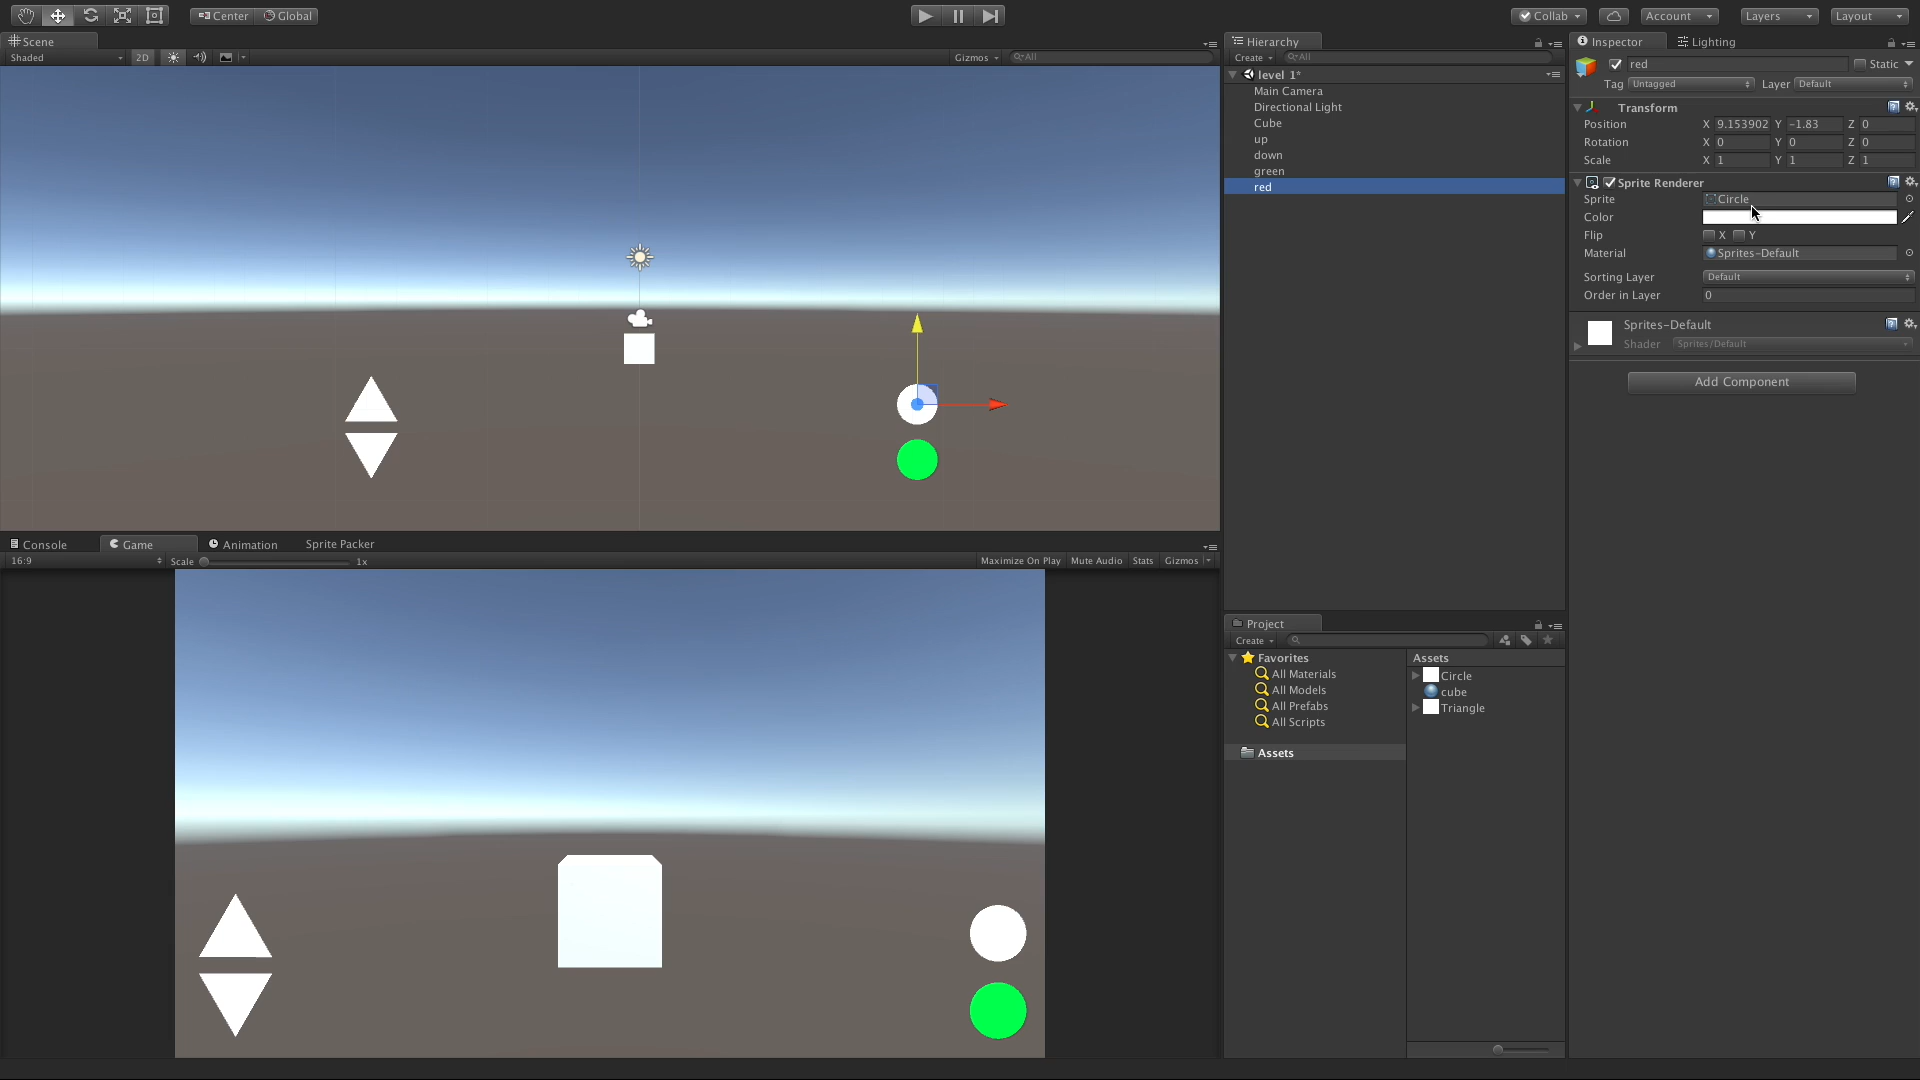 Center Global Collab Account Layers Layout
Scene
Shaded 2D Gizmos All
Console Game Animation Sprite Packer
16:9 Scale 1x Maximize On Play Mute Audio Stats Gizmos
Hierarchy
Create All
level 1*
Main Camera
Directional Light
Cube
up
down
green
red
Project
Create
Favorites
All Materials
All Models
All Prefabs
All Scripts
Assets
Assets
Circle
cube
Triangle
Inspector Lighting
red Static
Tag Untagged Layer Default
Transform
Position X 9.153902 Y -1.83 Z 0
Rotation X 0 Y 0 Z 0
Scale X 1 Y 1 Z 1
Sprite Renderer
Sprite Circle
Color
Flip X Y
Material Sprites-Default
Sorting Layer Default
Order in Layer 0
Sprites-Default
Shader Sprites/Default
Add Component